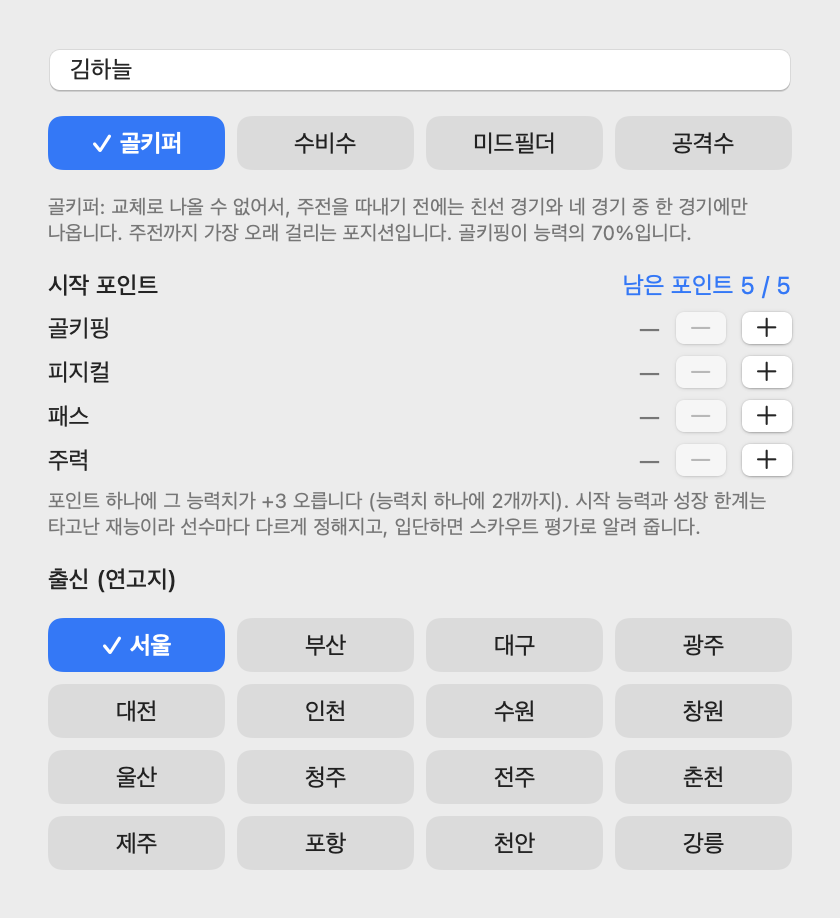 김하늘
✓ 골키퍼 수비수 미드필더 공격수
골키퍼: 교체로 나올 수 없어서, 주전을 따내기 전에는 친선 경기와 네 경기 중 한 경기에만
나옵니다. 주전까지 가장 오래 걸리는 포지션입니다. 골키핑이 능력의 70%입니다.
시작 포인트 남은 포인트 5 / 5
골키핑 — — +
피지컬 — — +
패스 — — +
주력 — — +
포인트 하나에 그 능력치가 +3 오릅니다 (능력치 하나에 2개까지). 시작 능력과 성장 한계는
타고난 재능이라 선수마다 다르게 정해지고, 입단하면 스카우트 평가로 알려 줍니다.
출신 (연고지)
✓ 서울 부산 대구 광주
대전 인천 수원 창원
울산 청주 전주 춘천
제주 포항 천안 강릉